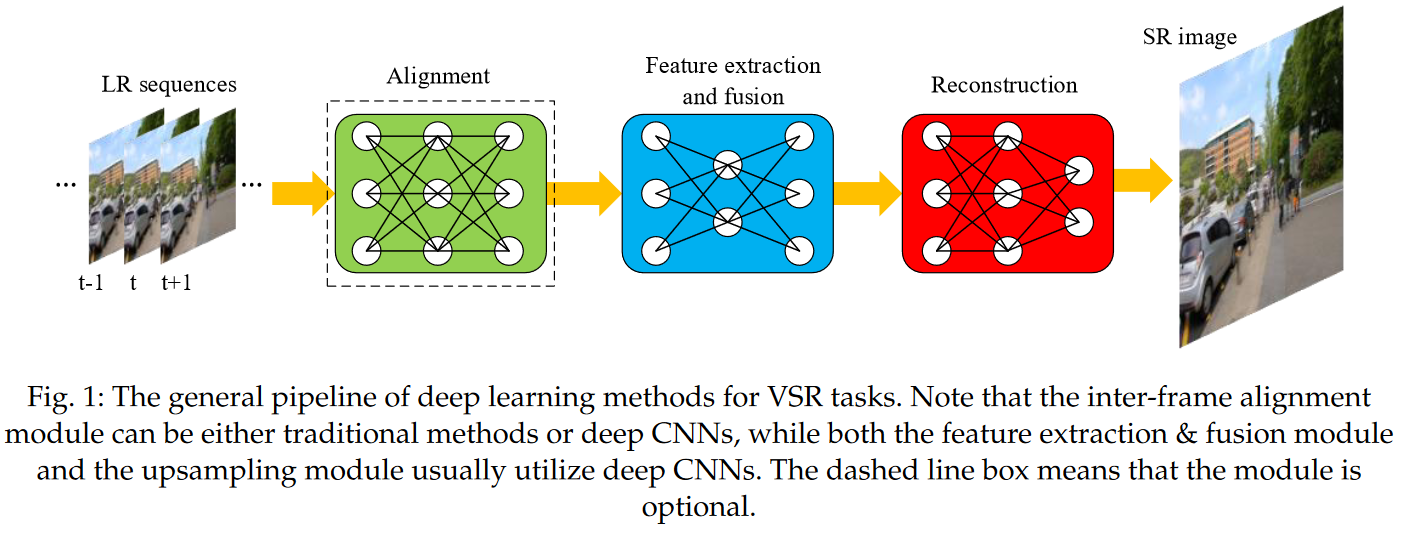 LR sequences
...
...
t-1 t t+1
Alignment
Feature extraction
and fusion
Reconstruction
SR image
Fig. 1: The general pipeline of deep learning methods for VSR tasks. Note that the inter-frame alignment
module can be either traditional methods or deep CNNs, while both the feature extraction & fusion module
and the upsampling module usually utilize deep CNNs. The dashed line box means that the module is
optional.